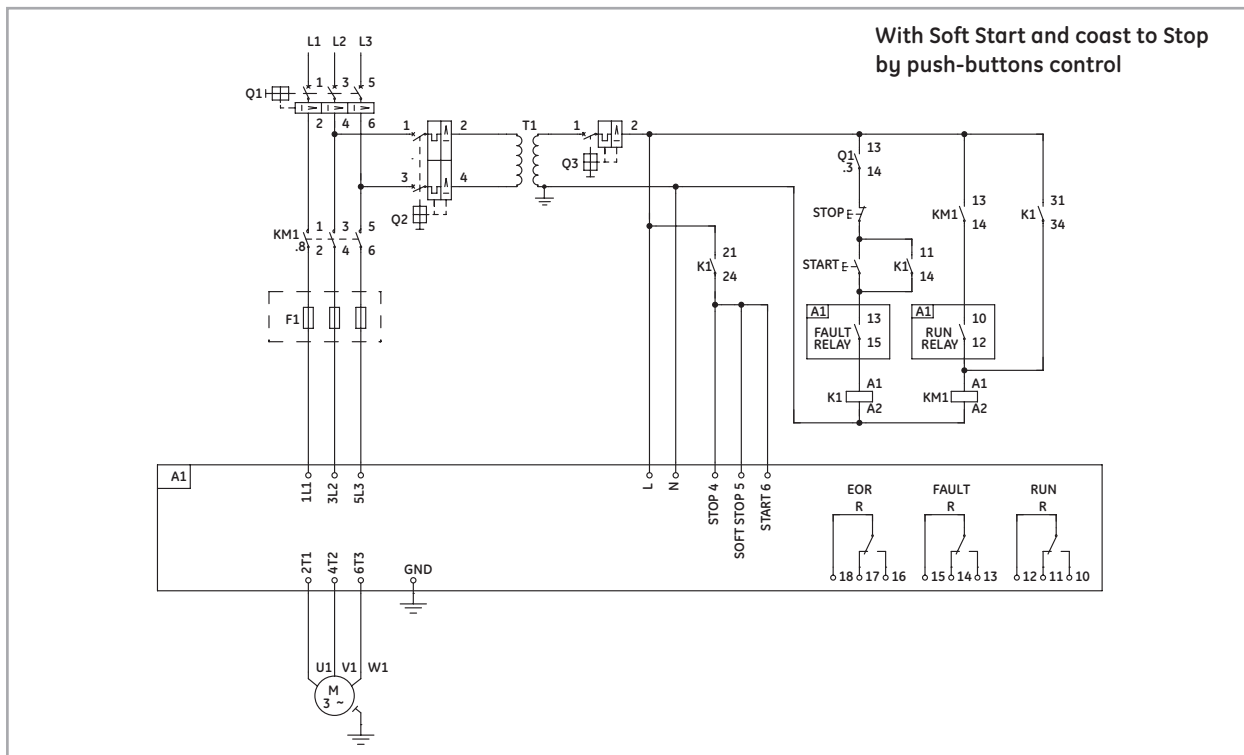 With Soft Start and coast to Stop
by push-buttons control
L1 L2 L3
Q1 1 3 5
2 4 6
1 2 T1 1 2
3 4
Q2
Q3
KM1 1 3 5
.8 2 4 6
F1
Q1 13
.3 14
STOP E
START E K1 11
14
KM1 13
14
K1 31
34
K1 21
24
A1 13
FAULT
RELAY 15
A1 10
RUN
RELAY 12
K1 A1
A2
KM1 A1
A2
A1
1L1 3L2 5L3
L N STOP 4 SOFT STOP 5 START 6
EOR FAULT RUN
R R R
18 17 16 15 14 13 12 11 10
2T1 4T2 6T3 GND
U1 V1 W1
M
3 ~